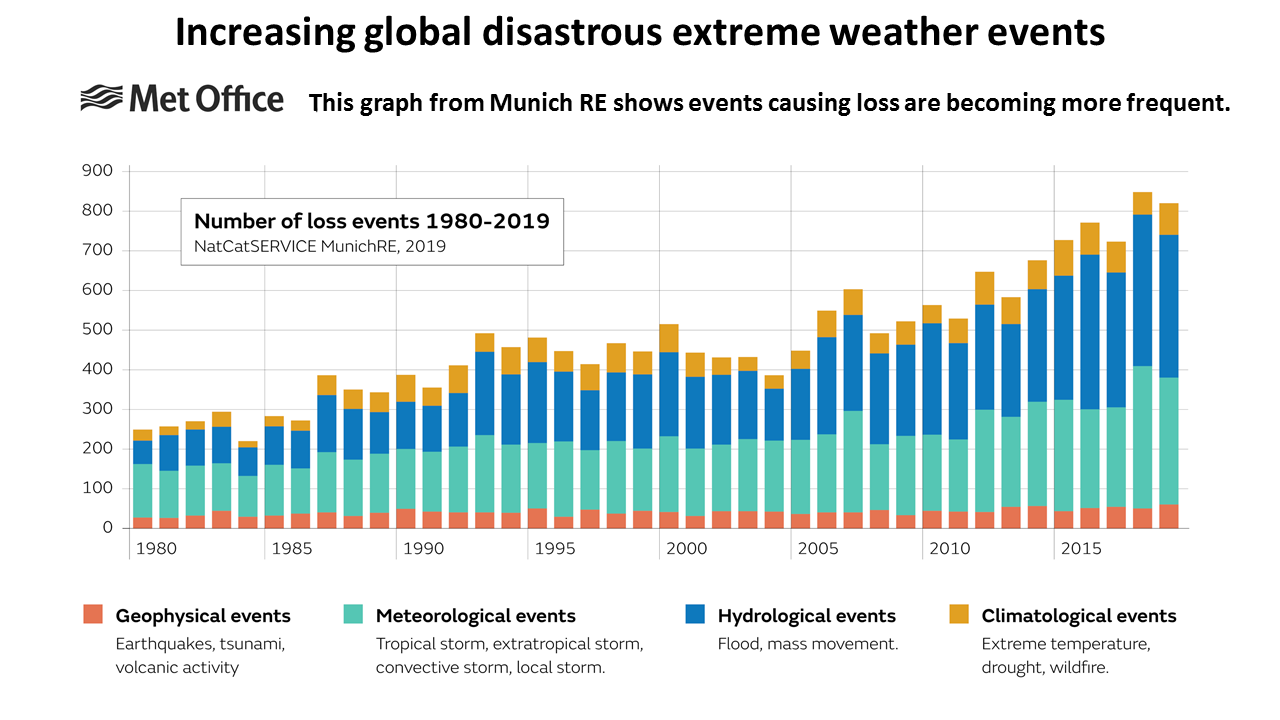 Increasing global disastrous extreme weather events
Met Office
This graph from Munich RE shows events causing loss are becoming more frequent.
900
800
700
600
500
400
300
200
100
0
Number of loss events 1980-2019
NatCatSERVICE MunichRE, 2019
1980 1985 1990 1995 2000 2005 2010 2015
Geophysical events
Earthquakes, tsunami,
volcanic activity
Meteorological events
Tropical storm, extratropical storm,
convective storm, local storm.
Hydrological events
Flood, mass movement.
Climatological events
Extreme temperature,
drought, wildfire.